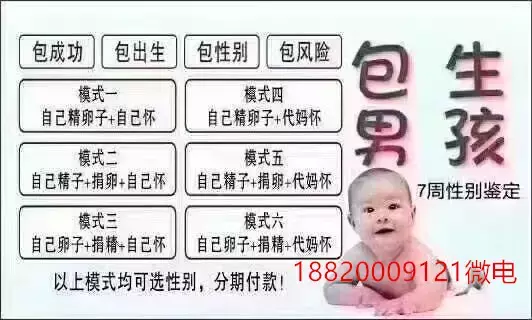 包成功 包出生 包性别 包风险
包生男孩
模式一
自己精卵子+自己怀
模式四
自己精卵子+代妈怀
模式二
自己精子+捐卵+自己怀
模式五
自己精子+捐卵+代妈怀
7周性别鉴定
模式三
自己卵子+捐精+自己怀
模式六
自己卵子+捐精+代妈怀
以上模式均可选性别，分期付款！
18820009121微电